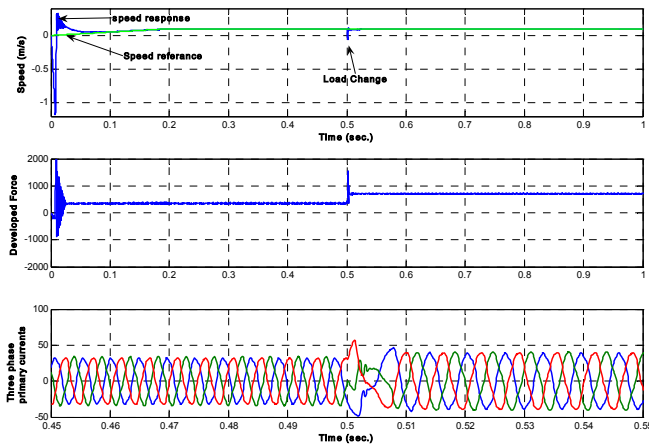 speed response
Speed referance
Load Change
Speed (m/s)
0
-0.5
-1
0 0.1 0.2 0.3 0.4 0.5 0.6 0.7 0.8 0.9 1
Time (sec.)
Developed Force
2000
1000
0
-1000
-2000
0 0.1 0.2 0.3 0.4 0.5 0.6 0.7 0.8 0.9 1
Three phase
primary currents
100
50
0
-50
0.45 0.46 0.47 0.48 0.49 0.5 0.51 0.52 0.53 0.54 0.55
Time (sec.)